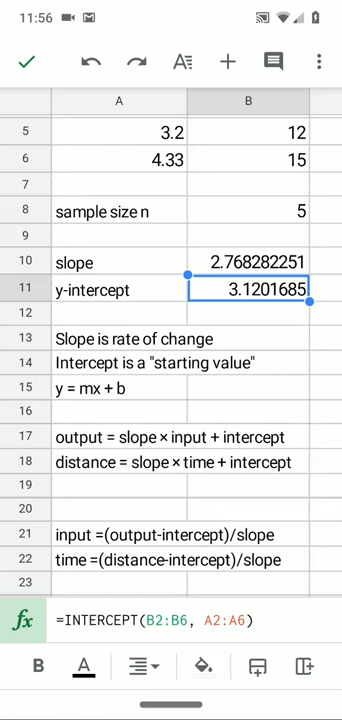 11:56
A B
5 3.2 12
6 4.33 15
7
8 sample size n 5
9
10 slope 2.768282251
11 y-intercept 3.1201685
12
13 Slope is rate of change
14 Intercept is a "starting value"
15 y = mx + b
16
17 output = slope × input + intercept
18 distance = slope × time + intercept
19
20
21 input =(output-intercept)/slope
22 time =(distance-intercept)/slope
23
fx =INTERCEPT(B2:B6, A2:A6)
B A